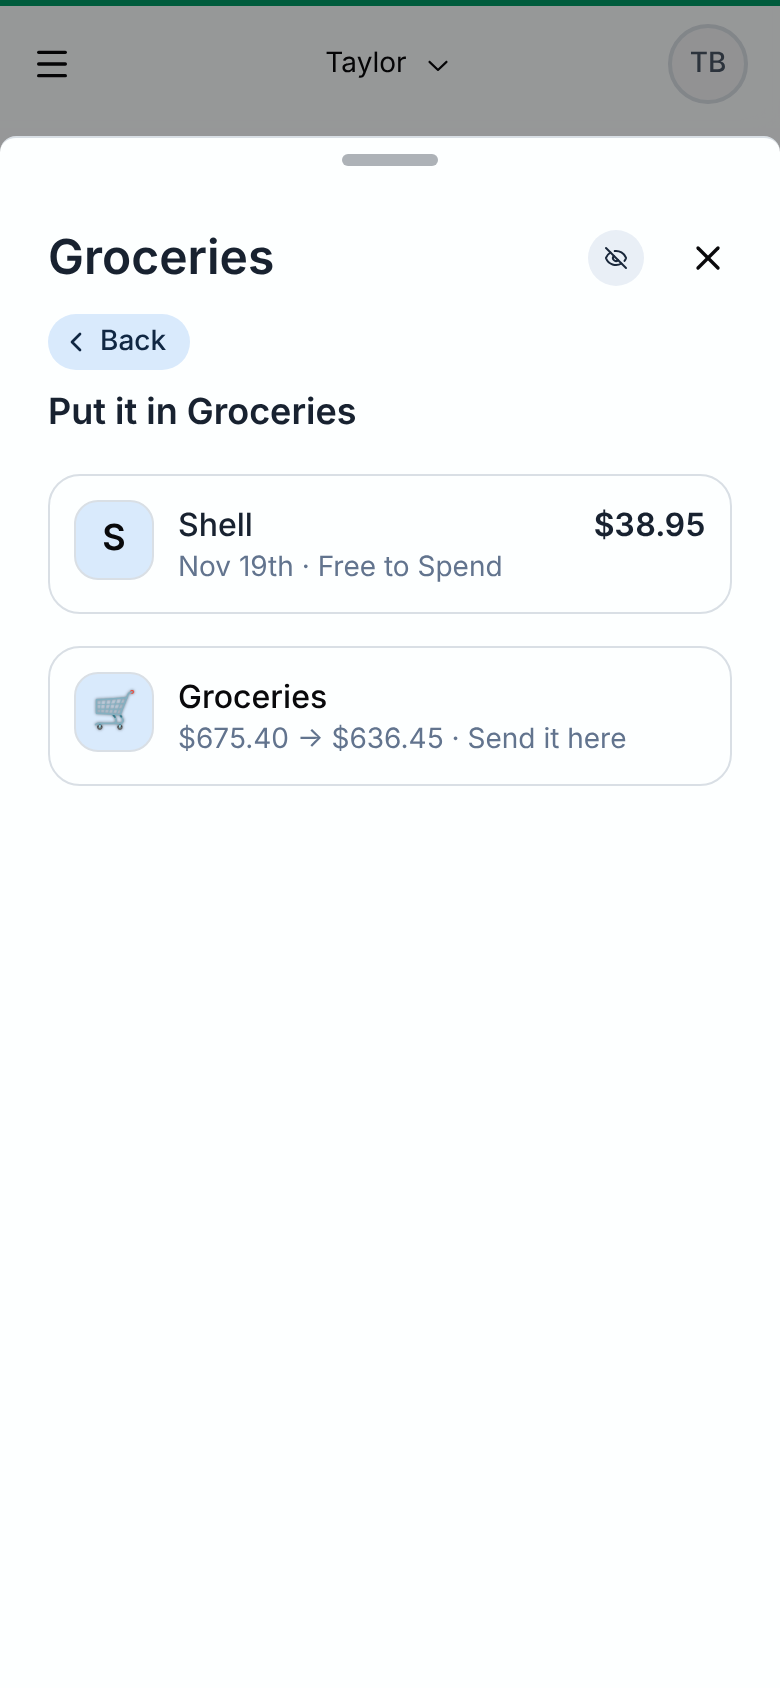 Taylor
TB
Groceries
Back
Put it in Groceries
S
Shell
$38.95
Nov 19th · Free to Spend
Groceries
$675.40 → $636.45 · Send it here